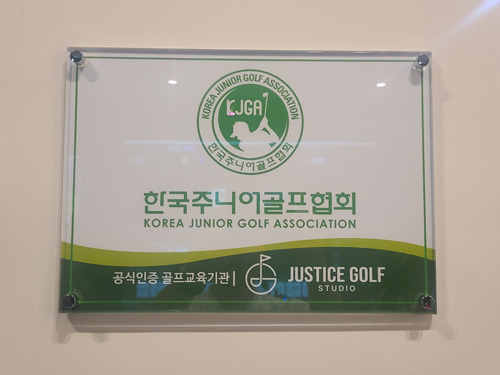 KOREA JUNIOR GOLF ASSOCIATION
KJGA
한국주니어골프협회
한국주니어골프협회
KOREA JUNIOR GOLF ASSOCIATION
공식인증 골프교육기관 | JUSTICE GOLF
STUDIO